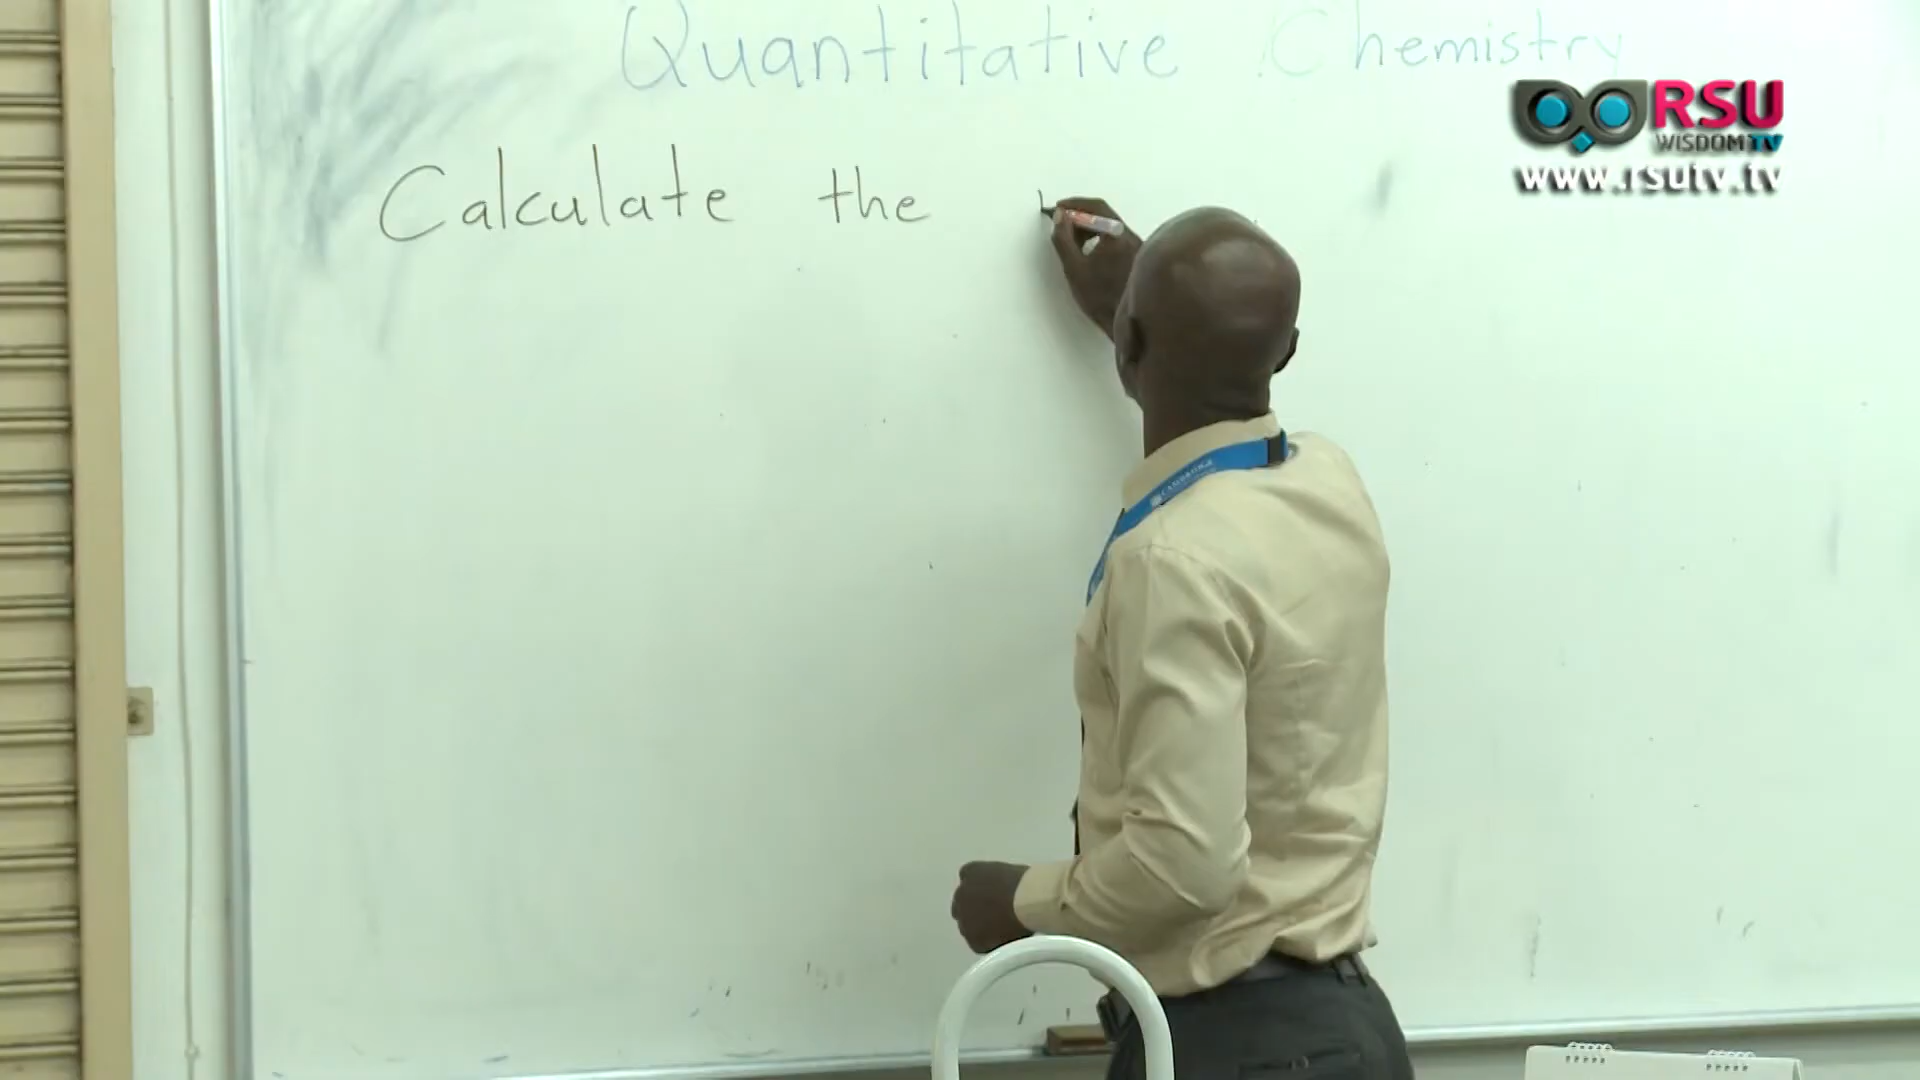 Quantitative Chemistry
RSU
WISDOM TV
www.rsutv.tv
Calculate the